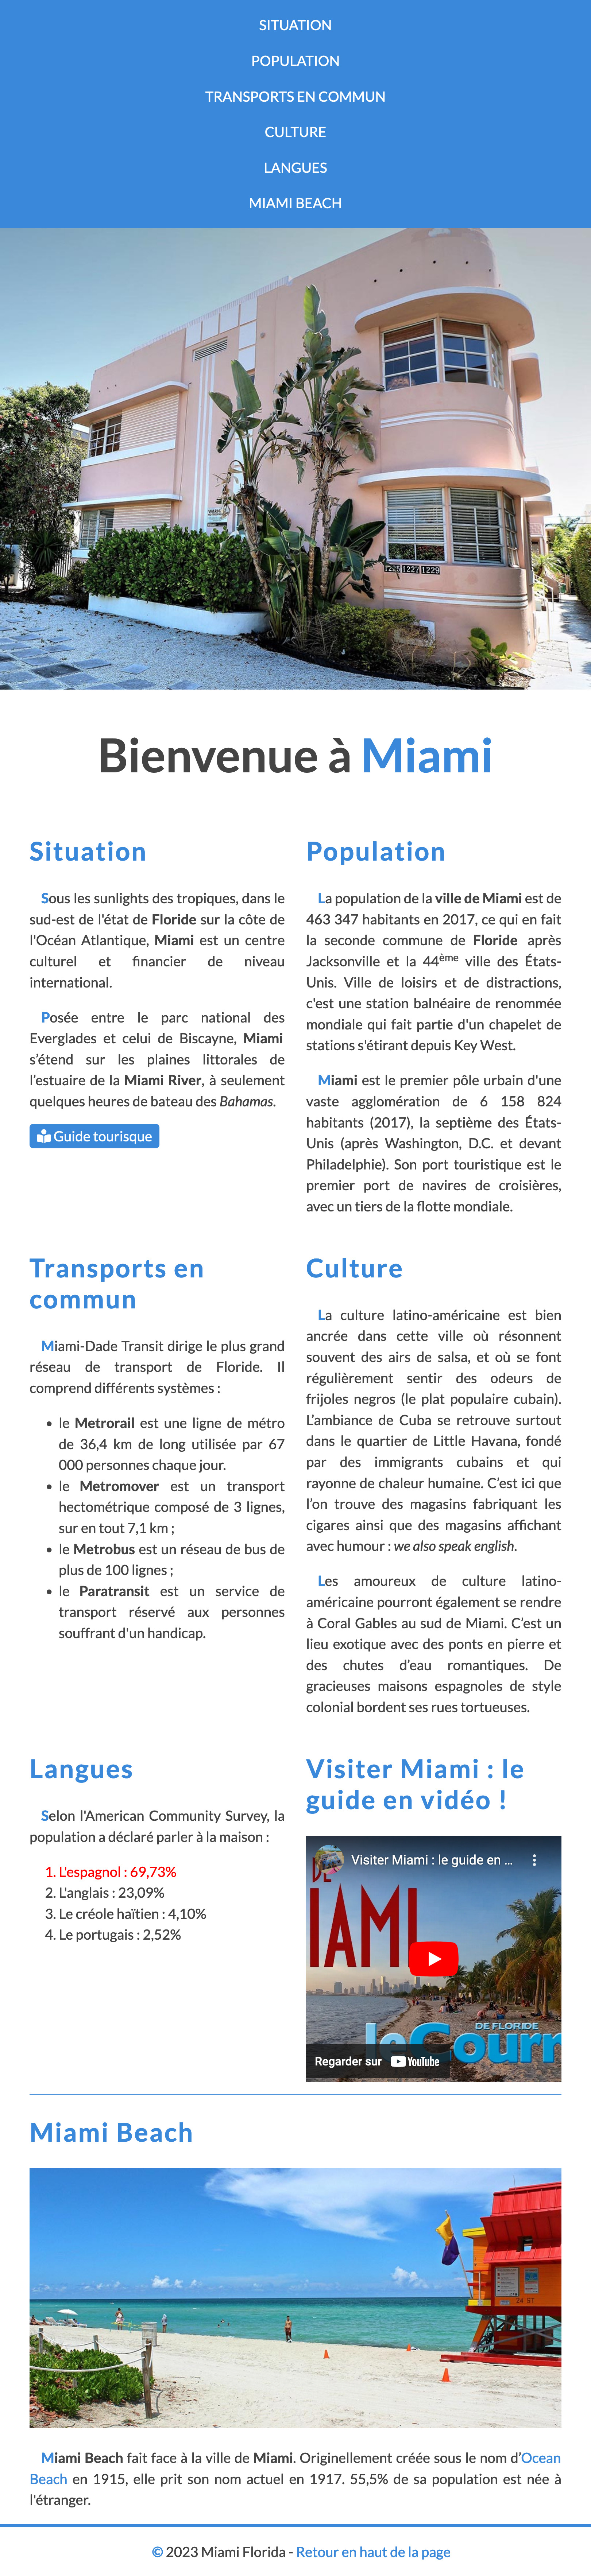 SITUATION
POPULATION
TRANSPORTS EN COMMUN
CULTURE
LANGUES
MIAMI BEACH
1225 1227 1229
Bienvenue à Miami
Situation
Sous les sunlights des tropiques, dans le
sud-est de l'état de Floride sur la côte de
l'Océan Atlantique, Miami est un centre
culturel et financier de niveau
international.
Posée entre le parc national des
Everglades et celui de Biscayne, Miami
s’étend sur les plaines littorales de
l’estuaire de la Miami River, à seulement
quelques heures de bateau des Bahamas.
Guide tourisque
Population
La population de la ville de Miami est de
463 347 habitants en 2017, ce qui en fait
la seconde commune de Floride après
Jacksonville et la 44ème ville des États-
Unis. Ville de loisirs et de distractions,
c'est une station balnéaire de renommée
mondiale qui fait partie d'un chapelet de
stations s'étirant depuis Key West.
Miami est le premier pôle urbain d'une
vaste agglomération de 6 158 824
habitants (2017), la septième des États-
Unis (après Washington, D.C. et devant
Philadelphie). Son port touristique est le
premier port de navires de croisières,
avec un tiers de la flotte mondiale.
Transports en
commun
Miami-Dade Transit dirige le plus grand
réseau de transport de Floride. Il
comprend différents systèmes :
• le Metrorail est une ligne de métro
de 36,4 km de long utilisée par 67
000 personnes chaque jour.
• le Metromover est un transport
hectométrique composé de 3 lignes,
sur en tout 7,1 km ;
• le Metrobus est un réseau de bus de
plus de 100 lignes ;
• le Paratransit est un service de
transport réservé aux personnes
souffrant d'un handicap.
Culture
La culture latino-américaine est bien
ancrée dans cette ville où résonnent
souvent des airs de salsa, et où se font
régulièrement sentir des odeurs de
frijoles negros (le plat populaire cubain).
L’ambiance de Cuba se retrouve surtout
dans le quartier de Little Havana, fondé
par des immigrants cubains et qui
rayonne de chaleur humaine. C’est ici que
l’on trouve des magasins fabriquant les
cigares ainsi que des magasins affichant
avec humour : we also speak english.
Les amoureux de culture latino-
américaine pourront également se rendre
à Coral Gables au sud de Miami. C’est un
lieu exotique avec des ponts en pierre et
des chutes d’eau romantiques. De
gracieuses maisons espagnoles de style
colonial bordent ses rues tortueuses.
Langues
Selon l'American Community Survey, la
population a déclaré parler à la maison :
1. L'espagnol : 69,73%
2. L'anglais : 23,09%
3. Le créole haïtien : 4,10%
4. Le portugais : 2,52%
Visiter Miami : le
guide en vidéo !
Visiter Miami : le guide en ...
DE
IAMI
DE FLORIDE
leCourr
Regarder sur YouTube
Miami Beach
24 ST
Miami Beach fait face à la ville de Miami. Originellement créée sous le nom d’Ocean
Beach en 1915, elle prit son nom actuel en 1917. 55,5% de sa population est née à
l'étranger.
© 2023 Miami Florida - Retour en haut de la page